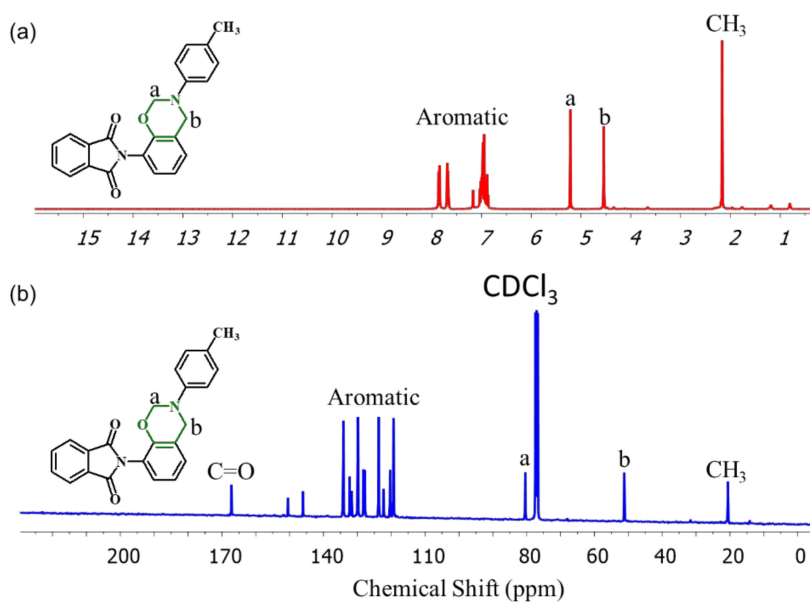 (a)
CH₃
a
N
O
b
O
N
O
Aromatic
a
b
CH₃
15 14 13 12 11 10 9 8 7 6 5 4 3 2 1
(b)
CDCl₃
CH₃
a
N
O
b
O
N
O
C=O
Aromatic
a
b
CH₃
200 170 140 110 80 60 40 20 0
Chemical Shift (ppm)